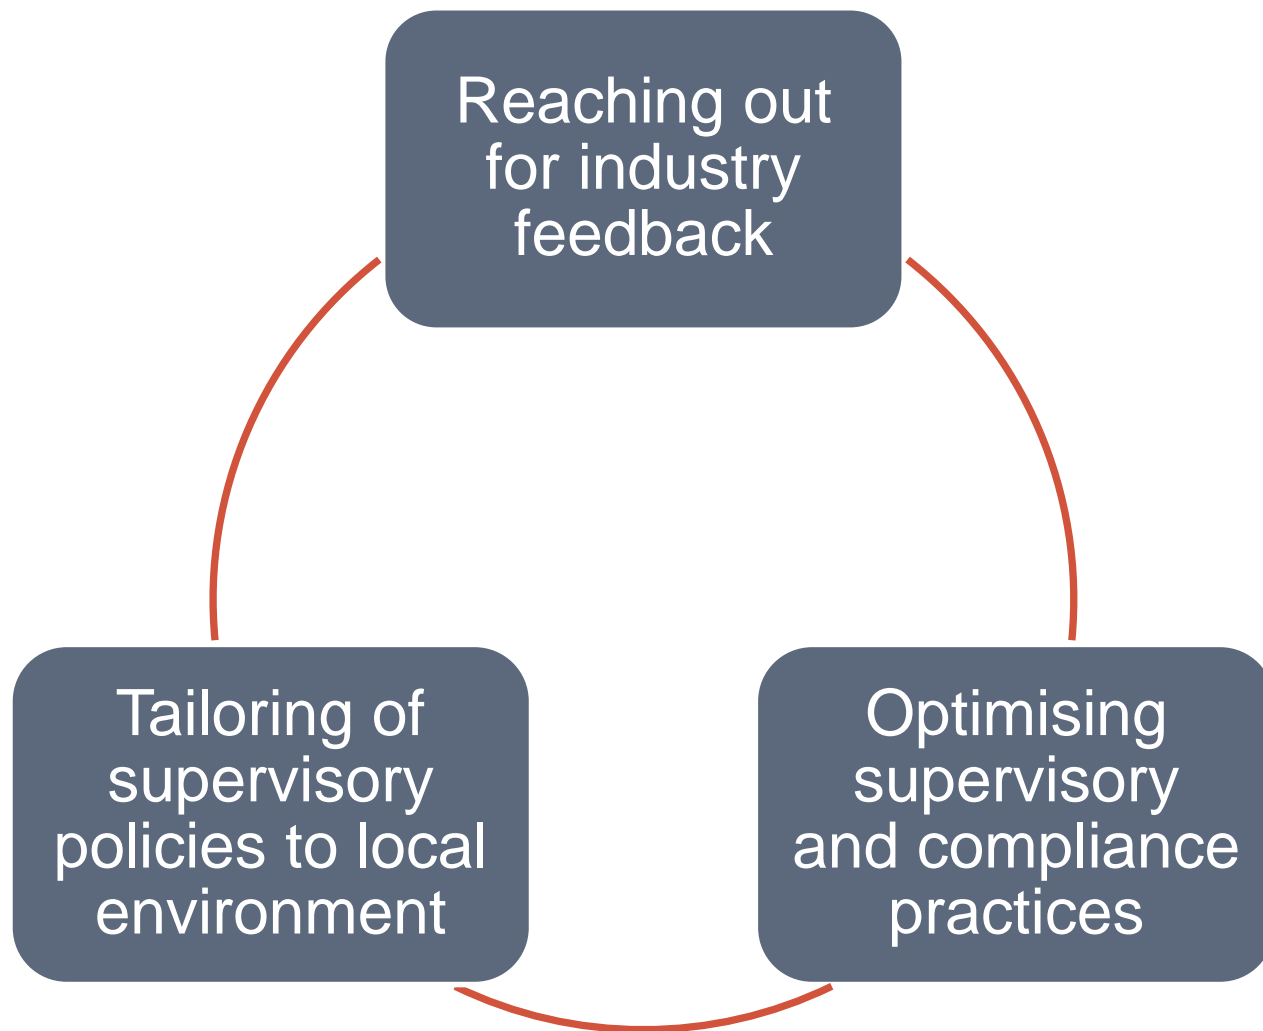 Reaching out
for industry
feedback
Tailoring of
supervisory
policies to local
environment
Optimising
supervisory
and compliance
practices